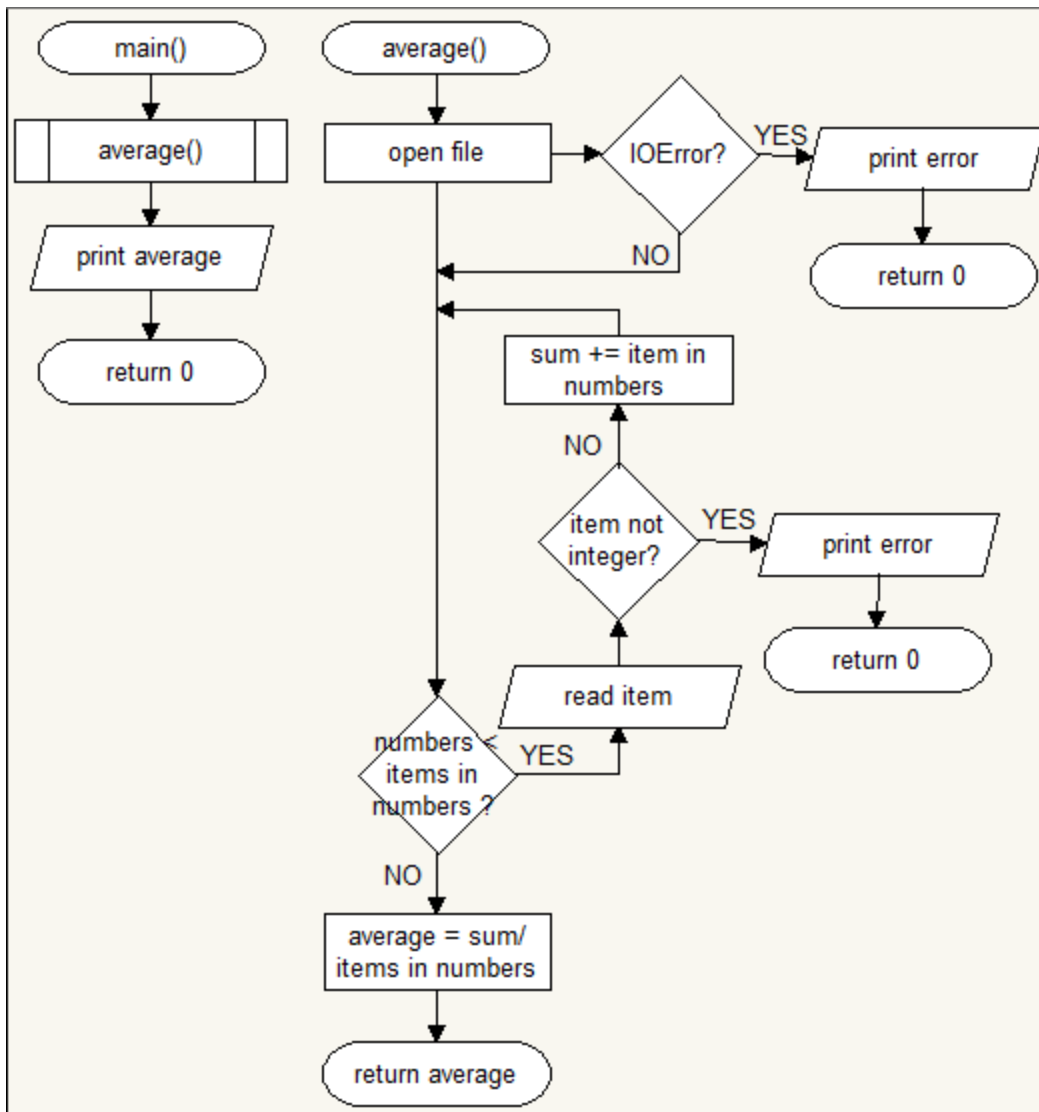 main()
average()
print average
return 0
average()
open file
IOError?
YES
print error
return 0
NO
sum += item in
numbers
NO
item not
integer?
YES
print error
return 0
read item
numbers <
items in
numbers ?
YES
NO
average = sum/
items in numbers
return average